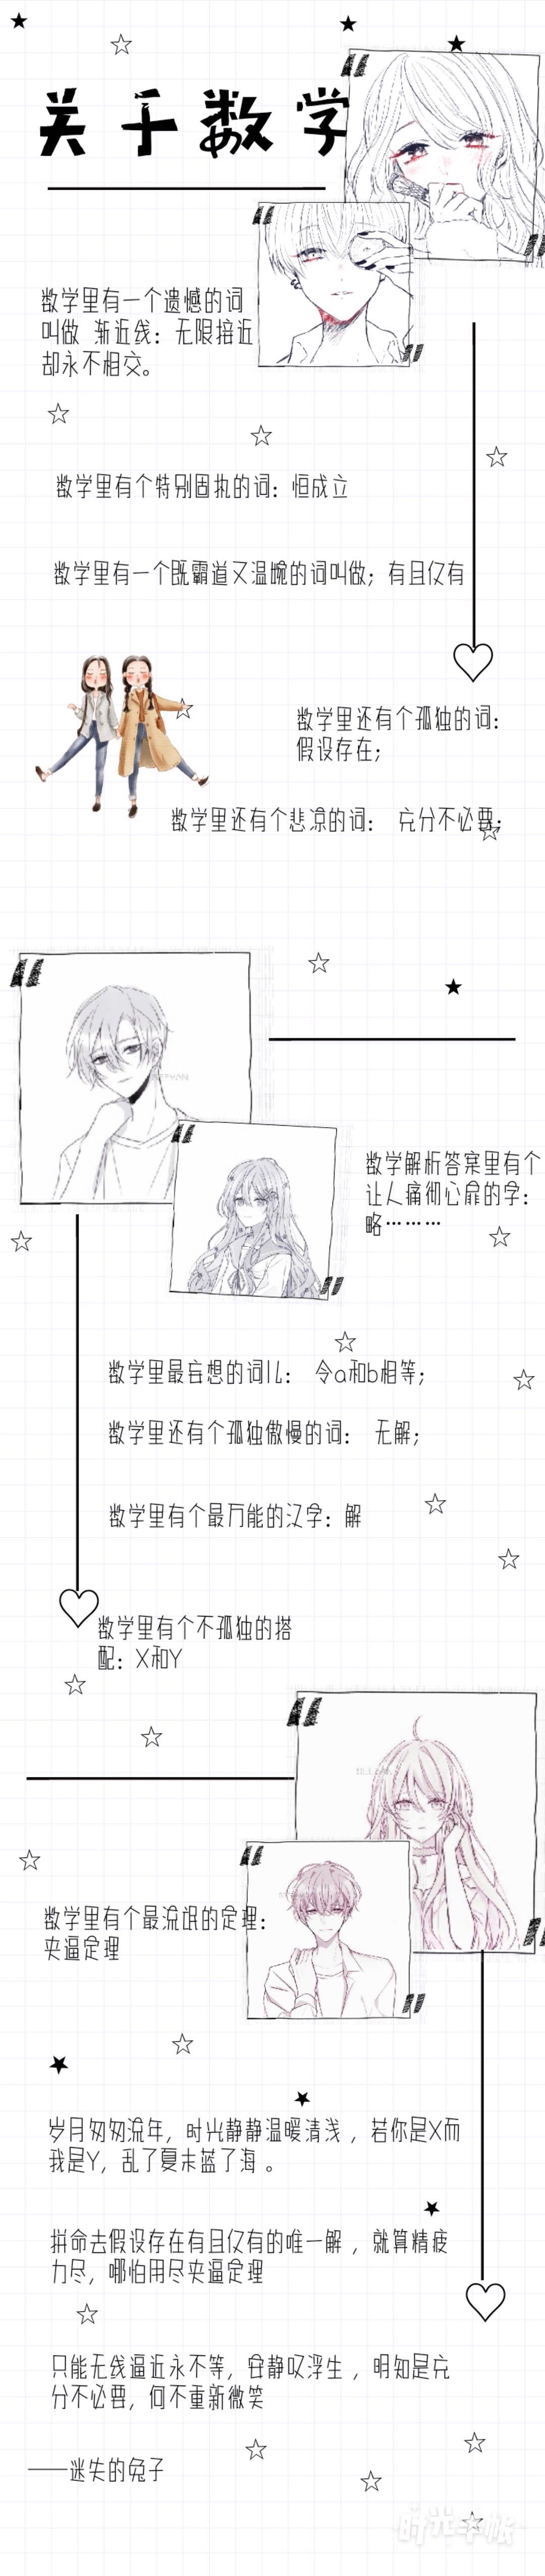 关于数学
数学里有一个遗憾的词
叫做 渐近线：无限接近
却永不相交。
数学里有个特别固执的词：恒成立
数学里有一个既霸道又温婉的词叫做；有且仅有
数学里还有个孤独的词：
假设存在；
数学里还有个悲凉的词： 充分不必要；
数学解析答案里有个
让人痛彻心扉的字：
略………
数学里最妄想的词儿： 令a和b相等；
数学里还有个孤独傲慢的词： 无解；
数学里有个最万能的汉字：解
数学里有个不孤独的搭
配：X和Y
数学里有个最流氓的定理：
夹逼定理
岁月匆匆流年，时光静静温暖清浅 ，若你是X而
我是Y，乱了夏末蓝了海 。
拼命去假设存在有且仅有的唯一解 ，就算精疲
力尽，哪怕用尽夹逼定理
只能无线逼近永不等，安静叹浮生 ，明知是充
分不必要，何不重新微笑
——迷失的兔子
时光手帐